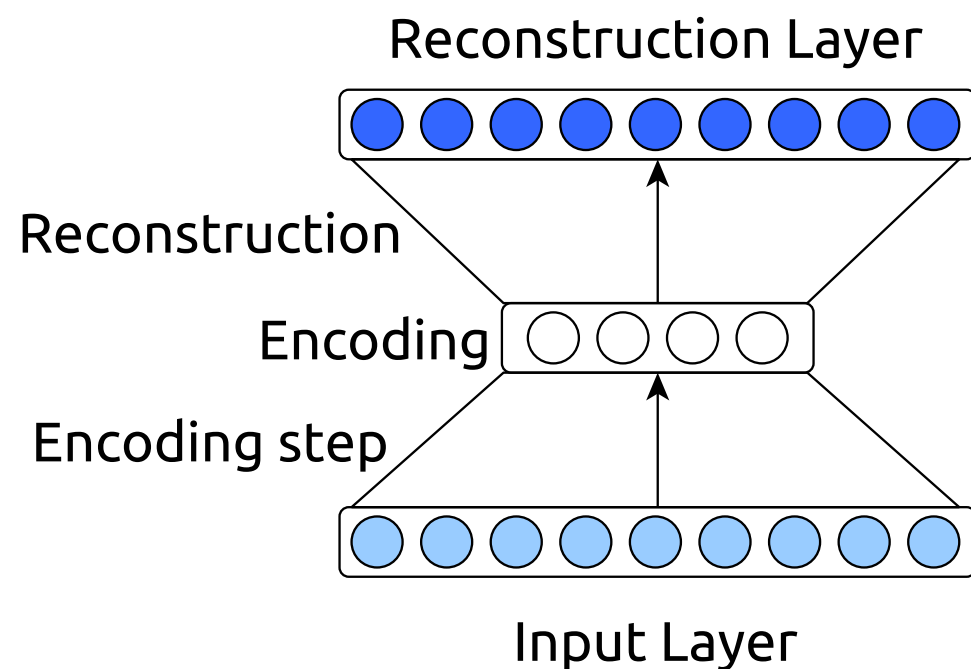 Reconstruction Layer
Reconstruction
Encoding
Encoding step
Input Layer